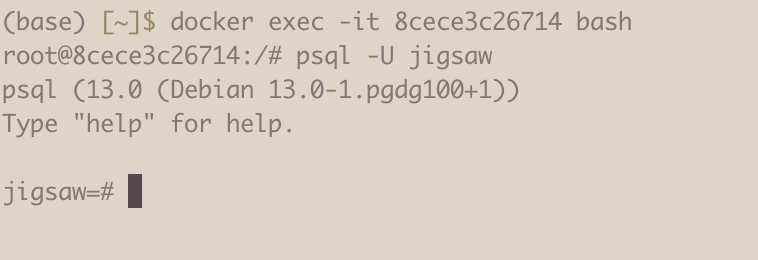 (base) [~]$ docker exec -it 8cece3c26714 bash
root@8cece3c26714:/# psql -U jigsaw
psql (13.0 (Debian 13.0-1.pgdg100+1))
Type "help" for help.
jigsaw=#